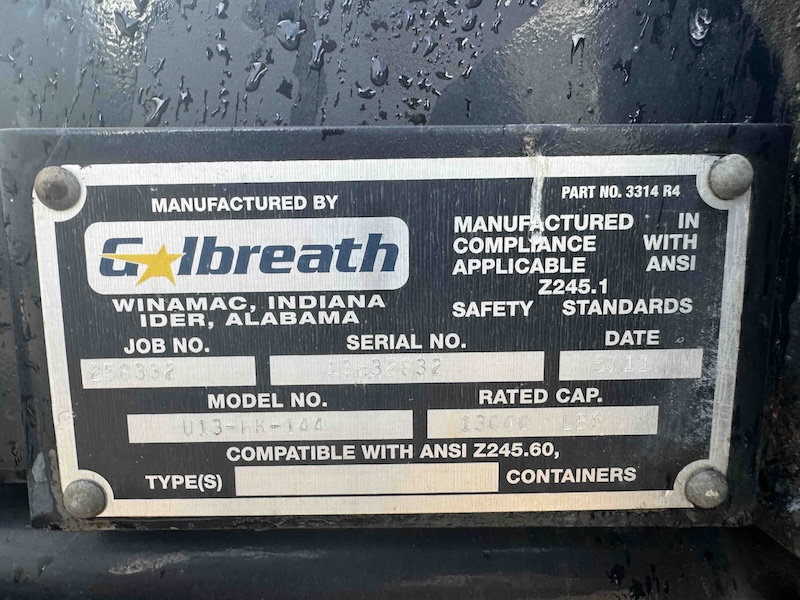 PART NO. 3314 R4
MANUFACTURED BY
Galbreath
WINAMAC, INDIANA
IDER, ALABAMA
MANUFACTURED IN
COMPLIANCE WITH
APPLICABLE ANSI
Z245.1
SAFETY STANDARDS
JOB NO.
SERIAL NO.
DATE
MODEL NO.
RATED CAP.
COMPATIBLE WITH ANSI Z245.60,
TYPE(S)
CONTAINERS